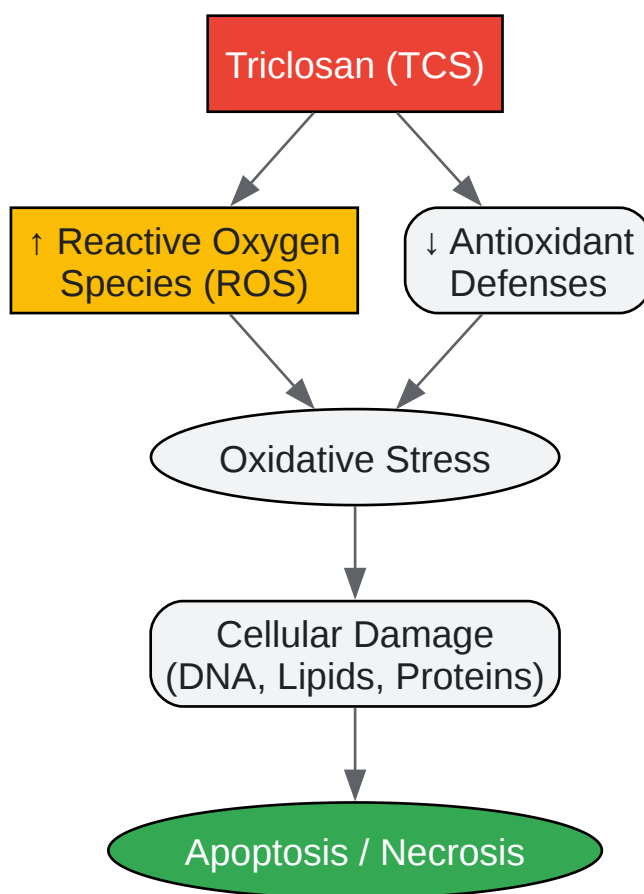 Triclosan (TCS)
↑ Reactive Oxygen
Species (ROS)
↓ Antioxidant
Defenses
Oxidative Stress
Cellular Damage
(DNA, Lipids, Proteins)
Apoptosis / Necrosis